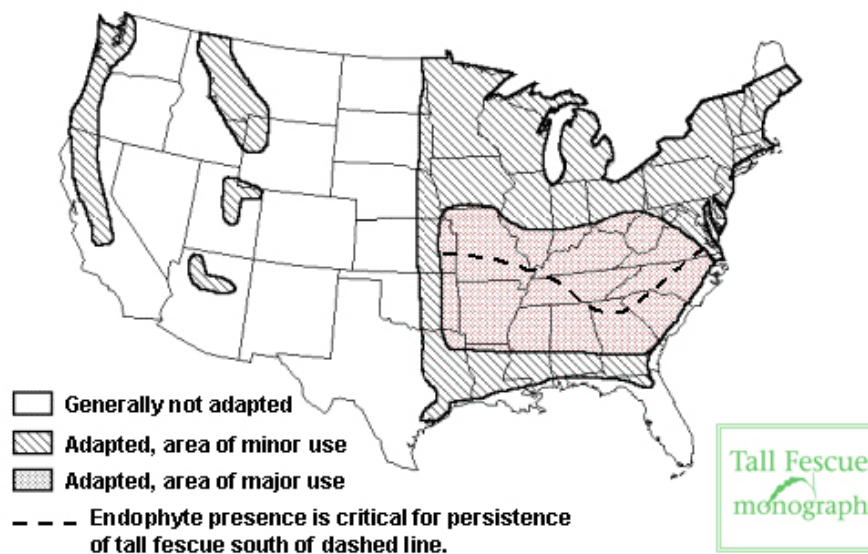 Generally not adapted
Adapted, area of minor use
Adapted, area of major use
Endophyte presence is critical for persistence
of tall fescue south of dashed line.
Tall Fescue
monograph